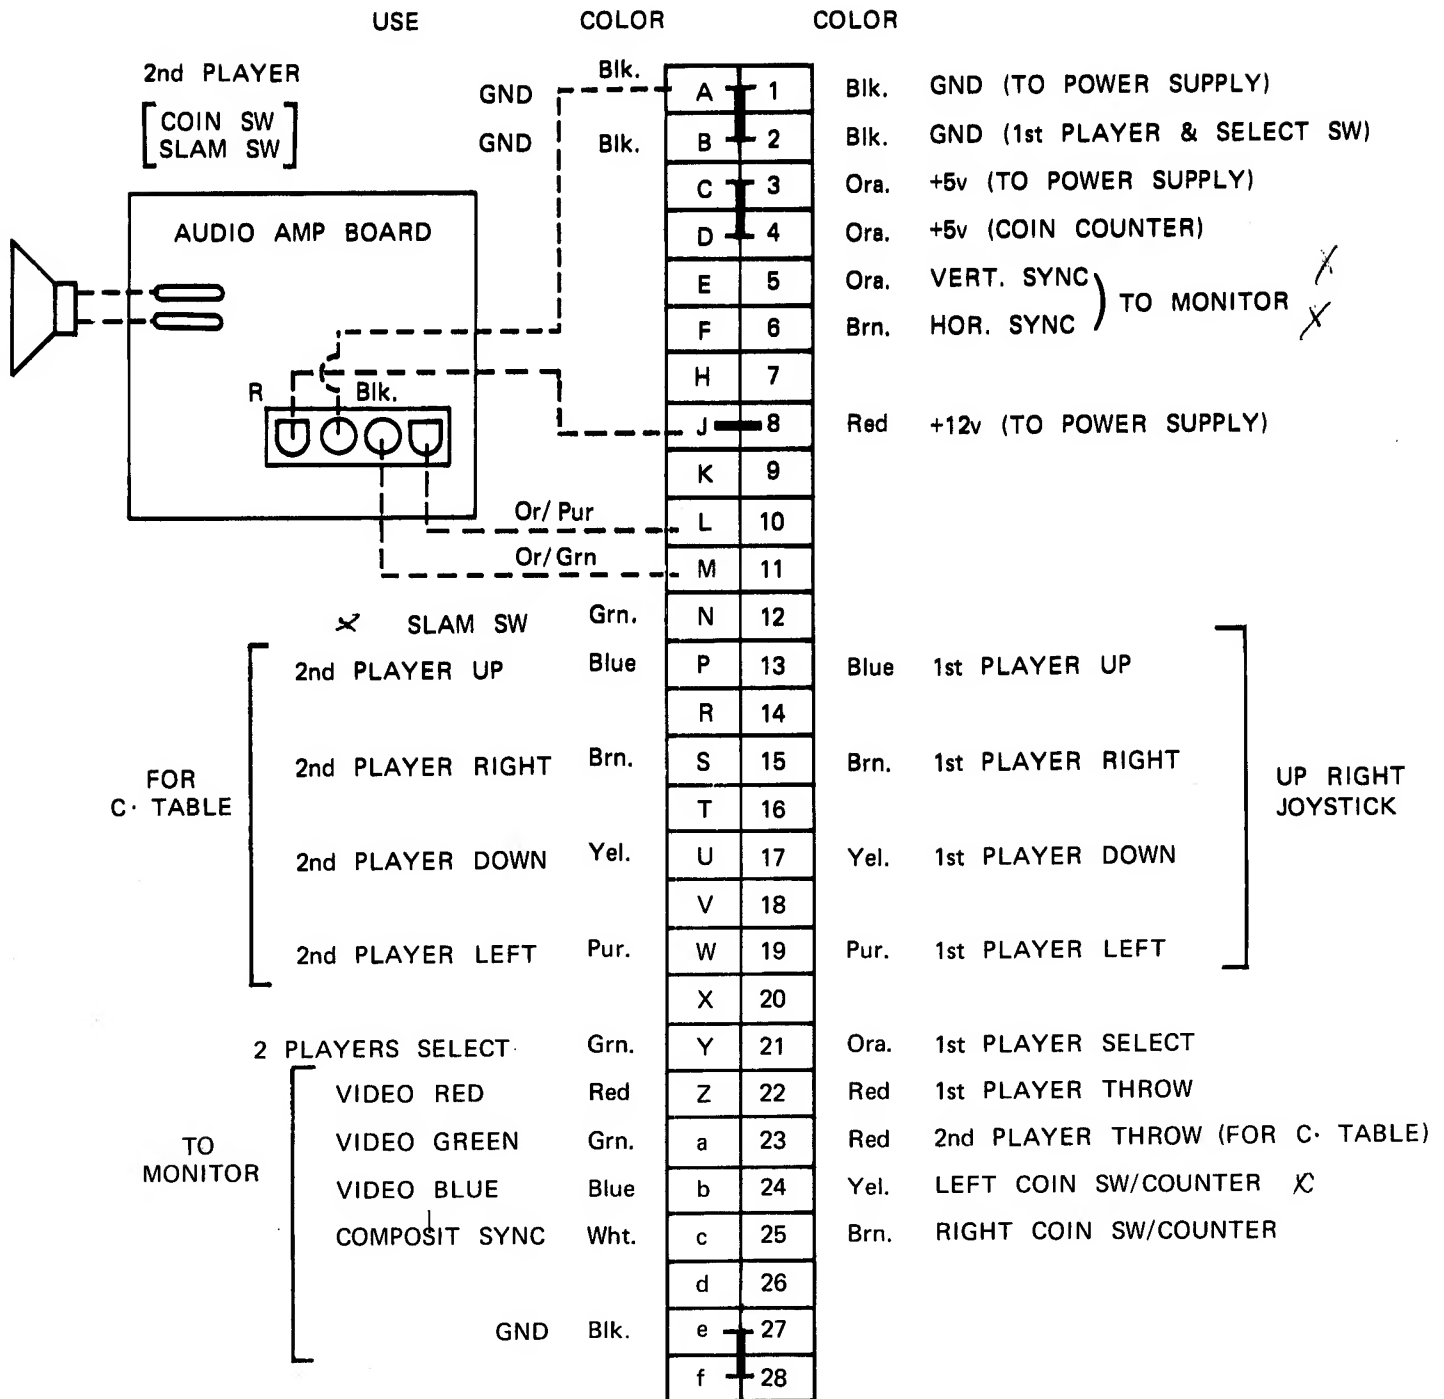 USE COLOR COLOR
2nd PLAYER
COIN SW
SLAM SW
GND Blk. A 1 Blk. GND (TO POWER SUPPLY)
GND Blk. B 2 Blk. GND (1st PLAYER & SELECT SW)
C 3 Ora. +5v (TO POWER SUPPLY)
AUDIO AMP BOARD
D 4 Ora. +5v (COIN COUNTER)
E 5 Ora. VERT. SYNC
TO MONITOR
F 6 Brn. HOR. SYNC
H 7
R Blk.
J 8 Red +12v (TO POWER SUPPLY)
K 9
Or/ Pur L 10
Or/Grn M 11
SLAM SW Grn. N 12
2nd PLAYER UP Blue P 13 Blue 1st PLAYER UP
R 14
2nd PLAYER RIGHT Brn. S 15 Brn. 1st PLAYER RIGHT
FOR
C· TABLE
UP RIGHT
JOYSTICK
T 16
2nd PLAYER DOWN Yel. U 17 Yel. 1st PLAYER DOWN
V 18
2nd PLAYER LEFT Pur. W 19 Pur. 1st PLAYER LEFT
X 20
2 PLAYERS SELECT Grn. Y 21 Ora. 1st PLAYER SELECT
VIDEO RED Red Z 22 Red 1st PLAYER THROW
TO
MONITOR
VIDEO GREEN Grn. a 23 Red 2nd PLAYER THROW (FOR C· TABLE)
VIDEO BLUE Blue b 24 Yel. LEFT COIN SW/COUNTER
COMPOSIT SYNC Wht. c 25 Brn. RIGHT COIN SW/COUNTER
d 26
GND Blk. e 27
f 28